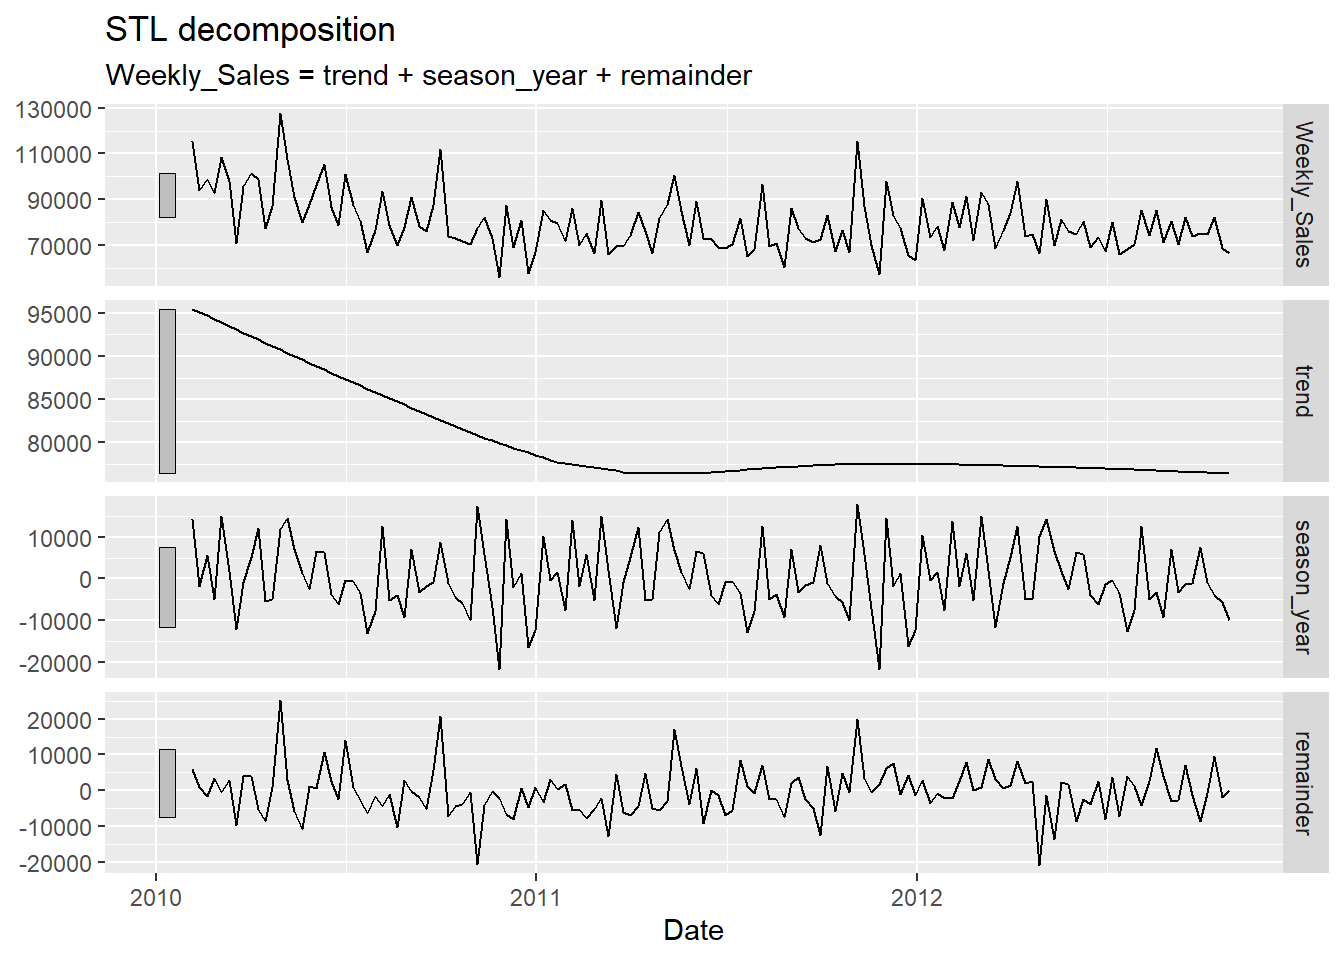 STL decomposition
Weekly_Sales = trend + season_year + remainder
130000
110000
90000
70000
Weekly_Sales
95000
90000
85000
80000
trend
10000
0
-10000
-20000
season_year
20000
10000
0
-10000
-20000
remainder
2010 2011 2012
Date